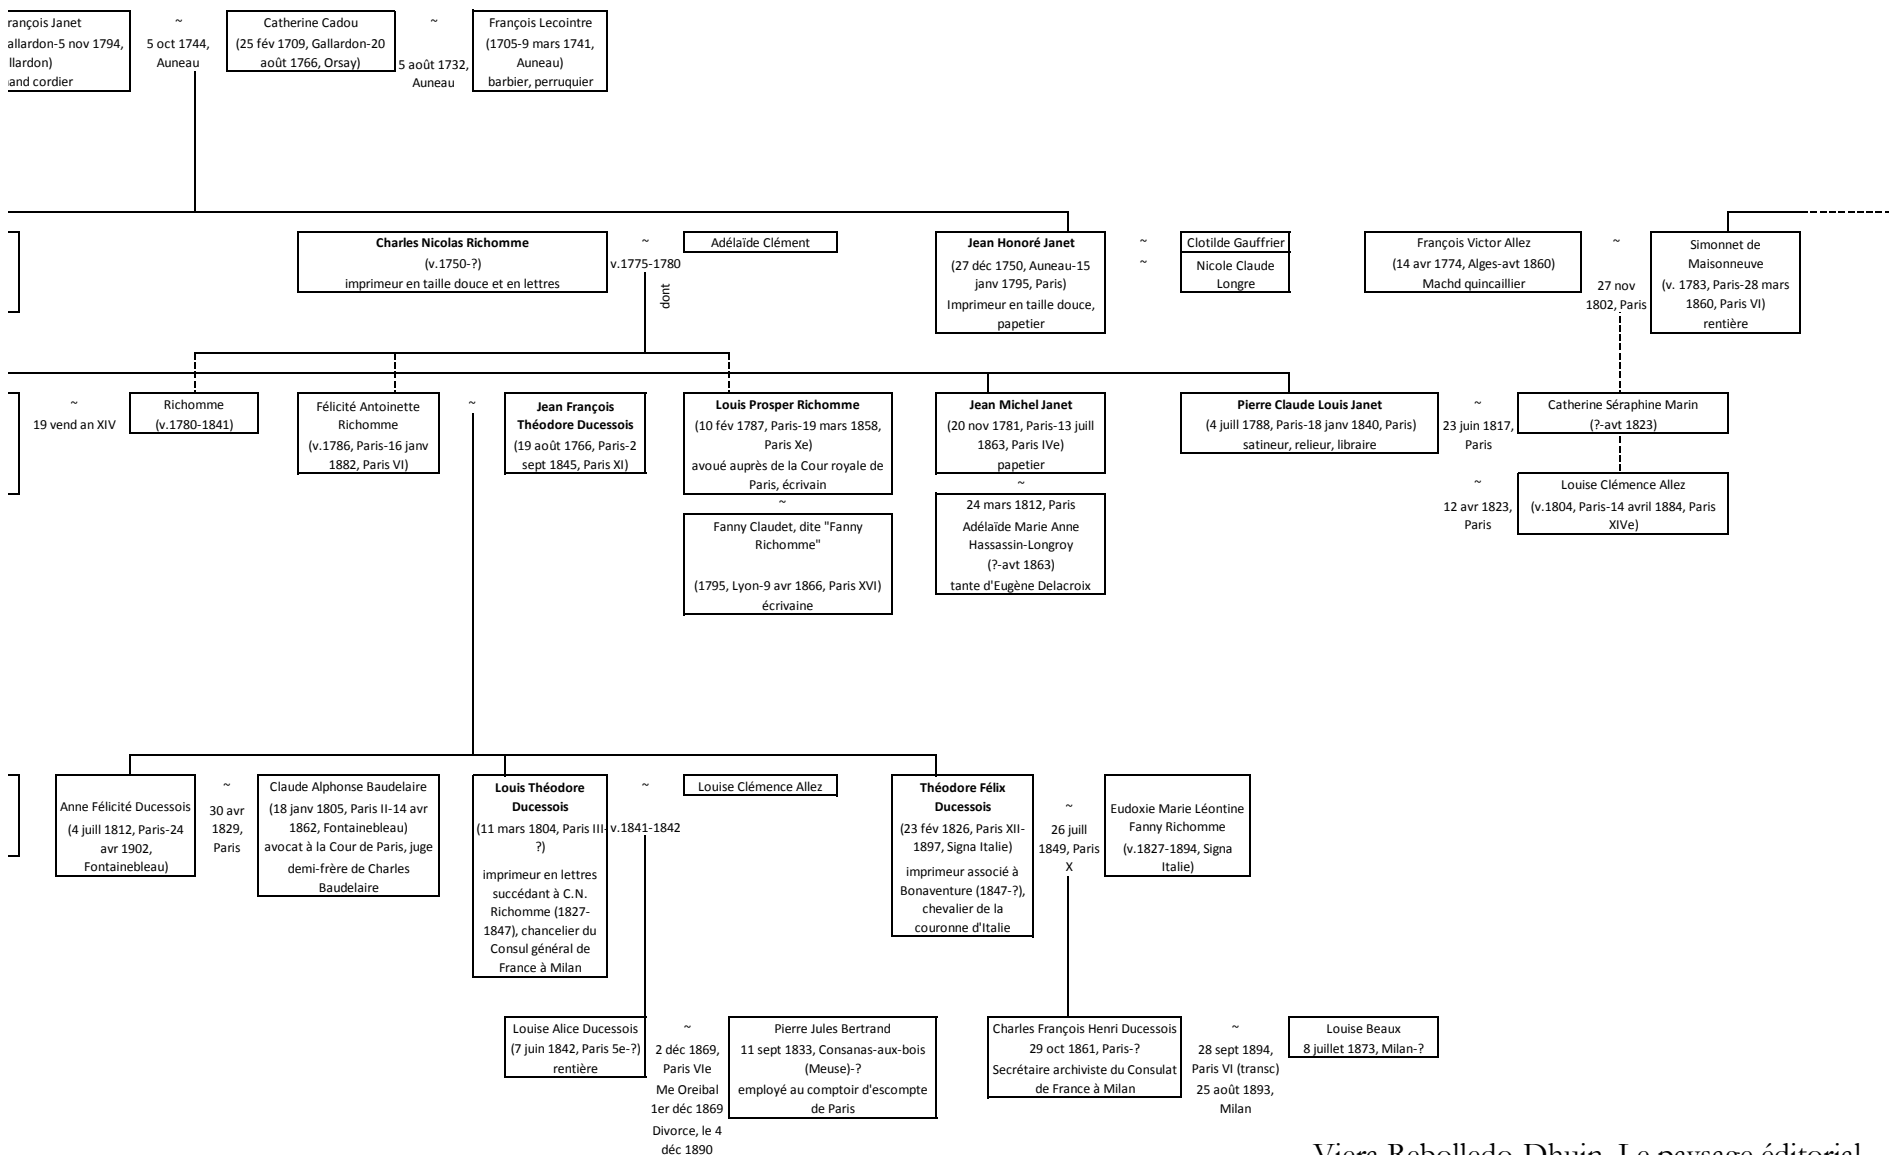 rançois Janet
allardon-5 nov 1794,
llardon)
and cordier
~
5 oct 1744,
Auneau
Catherine Cadou
(25 fév 1709, Gallardon-20
août 1766, Orsay)
~
5 août 1732,
Auneau
François Lecointre
(1705-9 mars 1741,
Auneau)
barbier, perruquier
Charles Nicolas Richomme
(v.1750-?)
imprimeur en taille douce et en lettres
~
v.1775-1780
dont
Adélaïde Clément
Jean Honoré Janet
(27 déc 1750, Auneau-15
janv 1795, Paris)
Imprimeur en taille douce,
papetier
~
~
Clotilde Gauffrier
Nicole Claude
Longre
François Victor Allez
(14 avr 1774, Alges-avt 1860)
Machd quincaillier
~
27 nov
1802, Paris
Simonnet de
Maisonneuve
(v. 1783, Paris-28 mars
1860, Paris VI)
rentière
~
19 vend an XIV
Richomme
(v.1780-1841)
Félicité Antoinette
Richomme
(v.1786, Paris-16 janv
1882, Paris VI)
~
Jean François
Théodore Ducessois
(19 août 1766, Paris-2
sept 1845, Paris XI)
Louis Prosper Richomme
(10 fév 1787, Paris-19 mars 1858,
Paris Xe)
avoué auprès de la Cour royale de
Paris, écrivain
~
Fanny Claudet, dite "Fanny
Richomme"
(1795, Lyon-9 avr 1866, Paris XVI)
écrivaine
Jean Michel Janet
(20 nov 1781, Paris-13 juill
1863, Paris IVe)
papetier
~
24 mars 1812, Paris
Adélaïde Marie Anne
Hassassin-Longroy
(?-avt 1863)
tante d'Eugène Delacroix
Pierre Claude Louis Janet
(4 juill 1788, Paris-18 janv 1840, Paris)
satineur, relieur, libraire
~
23 juin 1817,
Paris
Catherine Séraphine Marin
(?-avt 1823)
~
12 avr 1823,
Paris
Louise Clémence Allez
(v.1804, Paris-14 avril 1884, Paris
XIVe)
Anne Félicité Ducessois
(4 juill 1812, Paris-24
avr 1902,
Fontainebleau)
~
30 avr
1829,
Paris
Claude Alphonse Baudelaire
(18 janv 1805, Paris II-14 avr
1862, Fontainebleau)
avocat à la Cour de Paris, juge
demi-frère de Charles
Baudelaire
Louis Théodore
Ducessois
(11 mars 1804, Paris III-
?)
imprimeur en lettres
succédant à C.N.
Richomme (1827-
1847), chancelier du
Consul général de
France à Milan
~
v.1841-1842
Louise Clémence Allez
Théodore Félix
Ducessois
(23 fév 1826, Paris XII-
1897, Signa Italie)
imprimeur associé à
Bonaventure (1847-?),
chevalier de la
couronne d'Italie
~
26 juill
1849, Paris
X
Eudoxie Marie Léontine
Fanny Richomme
(v.1827-1894, Signa
Italie)
Louise Alice Ducessois
(7 juin 1842, Paris 5e-?)
rentière
~
2 déc 1869,
Paris VIe
Me Oreibal
1er déc 1869
Divorce, le 4
déc 1890
Pierre Jules Bertrand
11 sept 1833, Consanas-aux-bois
(Meuse)-?
employé au comptoir d'escompte
de Paris
Charles François Henri Ducessois
29 oct 1861, Paris-?
Secrétaire archiviste du Consulat
de France à Milan
~
28 sept 1894,
Paris VI (transc)
25 août 1893,
Milan
Louise Beaux
8 juillet 1873, Milan-?
Viera Rebolledo-Dhuin, Le paysage éditorial